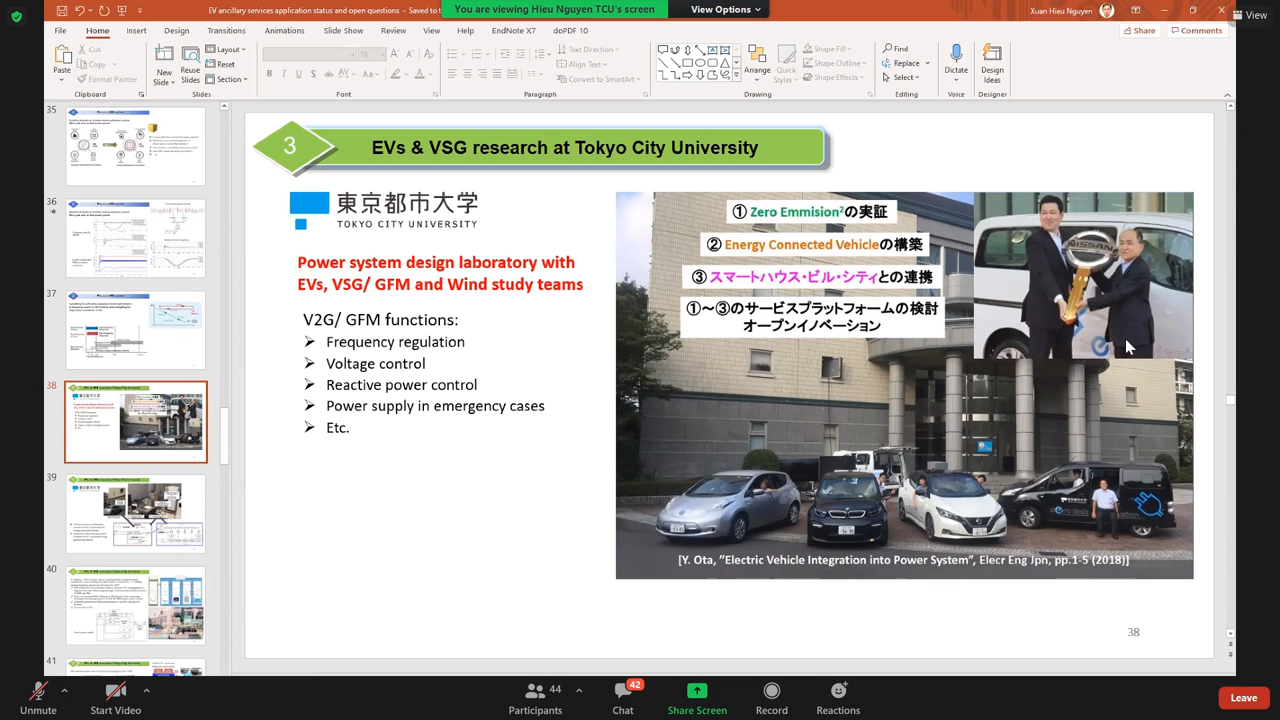 EV ancillary services application status and open questions - Saved to t
You are viewing Hieu Nguyen TCU's screen
View Options
Xuan Hieu Nguyen
View
File Home Insert Design Transitions Animations Slide Show Review View Help EndNote X7 doPDF 10
Share
Comments
Paste
Cut
Copy
Format Painter
Clipboard
New Slide
Reuse Slides
Layout
Reset
Section
Slides
18
B I U S AV Aa A
Font
Text Direction
Align Text
Convert to SmartArt
Paragraph
Arrange
Quick Styles
Shape Fill
Shape Outline
Shape Effects
Drawing
Find
Replace
Select
Editing
Dictate
Voice
Design Ideas
Designer
35
36
37
38
39
40
41
3
EVs & VSG research at Tokyo City University
東京都市大学
TOKYO CITY UNIVERSITY
Power system design laboratory with
EVs, VSG/ GFM and Wind study teams
V2G/ GFM functions:
Frequency regulation
Voltage control
Reactive power control
Power supply in emergency cases
Etc.
① Zero Emmision²の実証
② Energy Connected Vehicleの構築
③ スマートハウス・ビル・シティとの連携
①～③のサービスプラットフォームの検討
オープンイノベーション
NISSAN
[Y. Ota, "Electric Vehicle Integration into Power System", Elecr Eng Jpn, pp.1-5 (2018)]
38
Unmute
Start Video
44
Participants
42
Chat
Share Screen
Record
Reactions
Leave